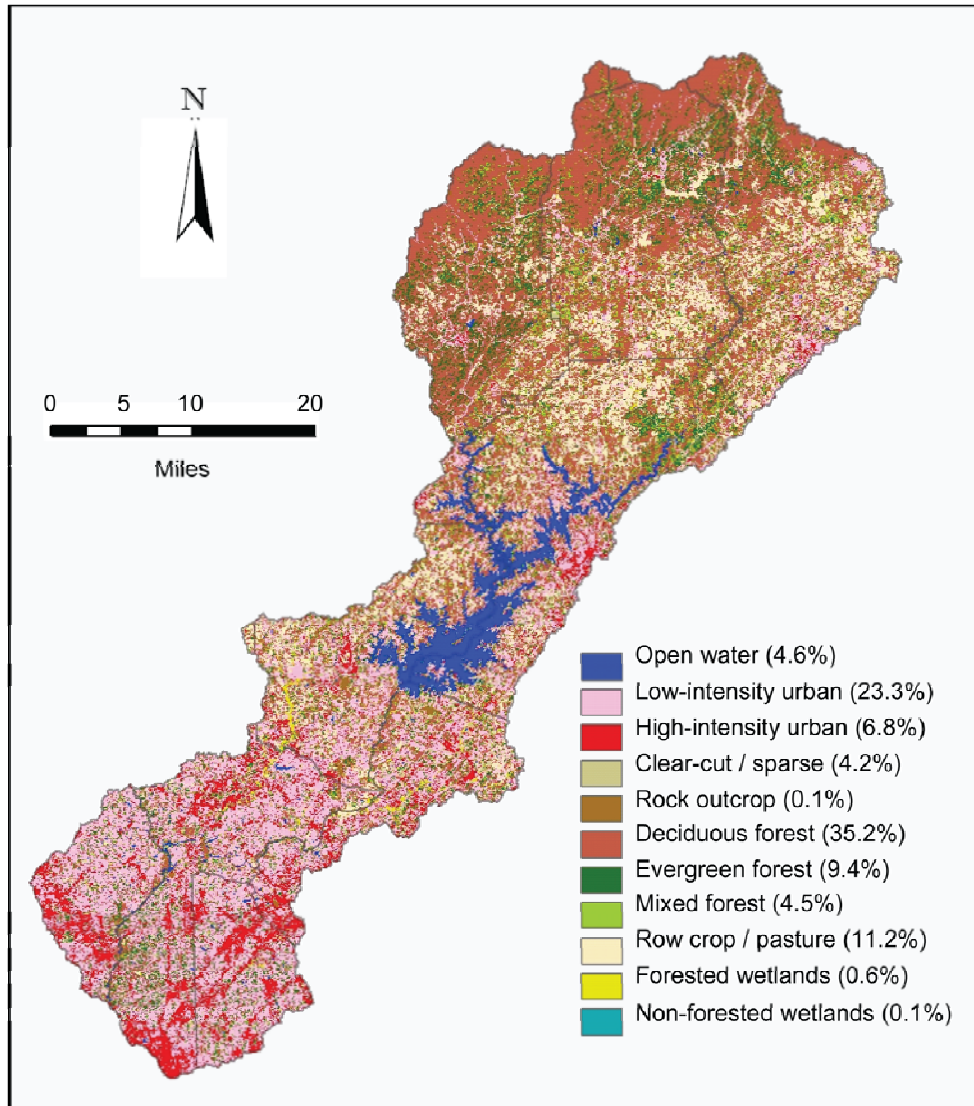 N
0 5 10 20
Miles
Open water (4.6%)
Low-intensity urban (23.3%)
High-intensity urban (6.8%)
Clear-cut / sparse (4.2%)
Rock outcrop (0.1%)
Deciduous forest (35.2%)
Evergreen forest (9.4%)
Mixed forest (4.5%)
Row crop / pasture (11.2%)
Forested wetlands (0.6%)
Non-forested wetlands (0.1%)